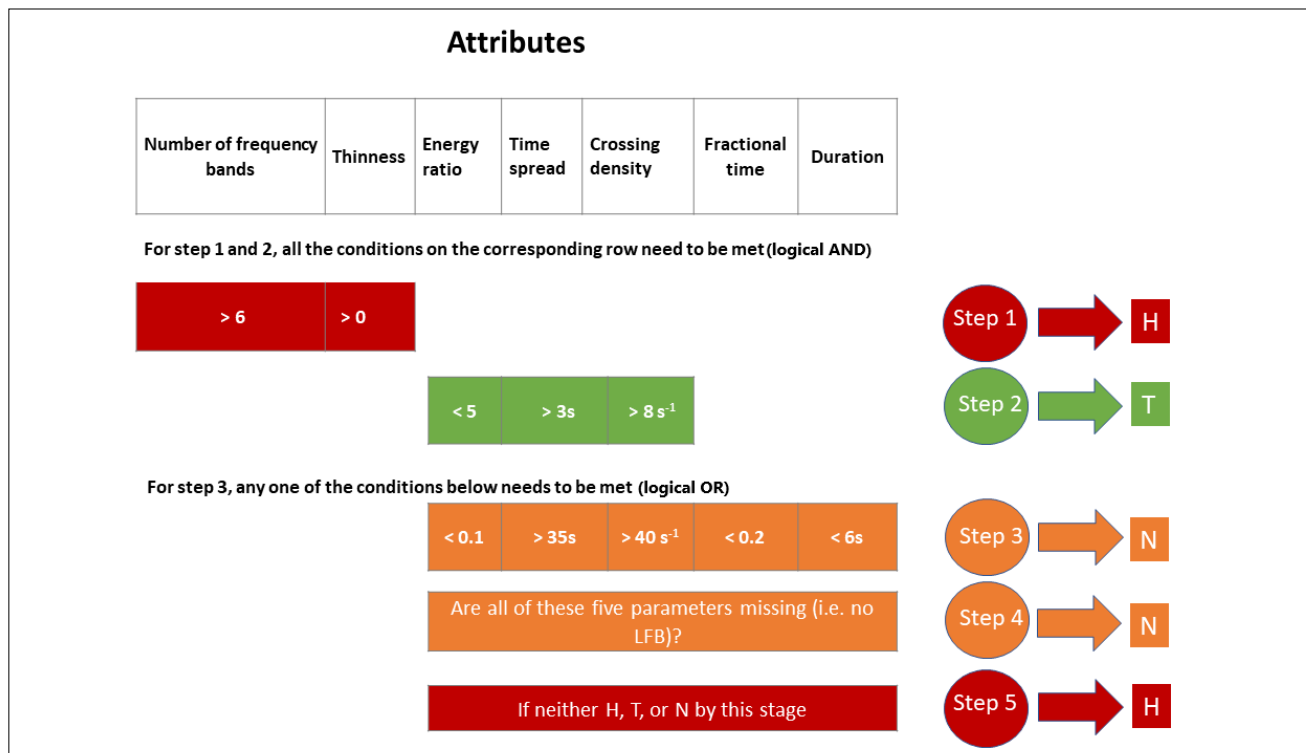 Attributes
Number of frequency bands
Thinness
Energy ratio
Time spread
Crossing density
Fractional time
Duration
For step 1 and 2, all the conditions on the corresponding row need to be met (logical AND)
> 6
> 0
Step 1
H
< 5
> 3s
> 8 s⁻¹
Step 2
T
For step 3, any one of the conditions below needs to be met (logical OR)
< 0.1
> 35s
> 40 s⁻¹
< 0.2
< 6s
Step 3
N
Are all of these five parameters missing (i.e. no
LFB)?
Step 4
N
If neither H, T, or N by this stage
Step 5
H